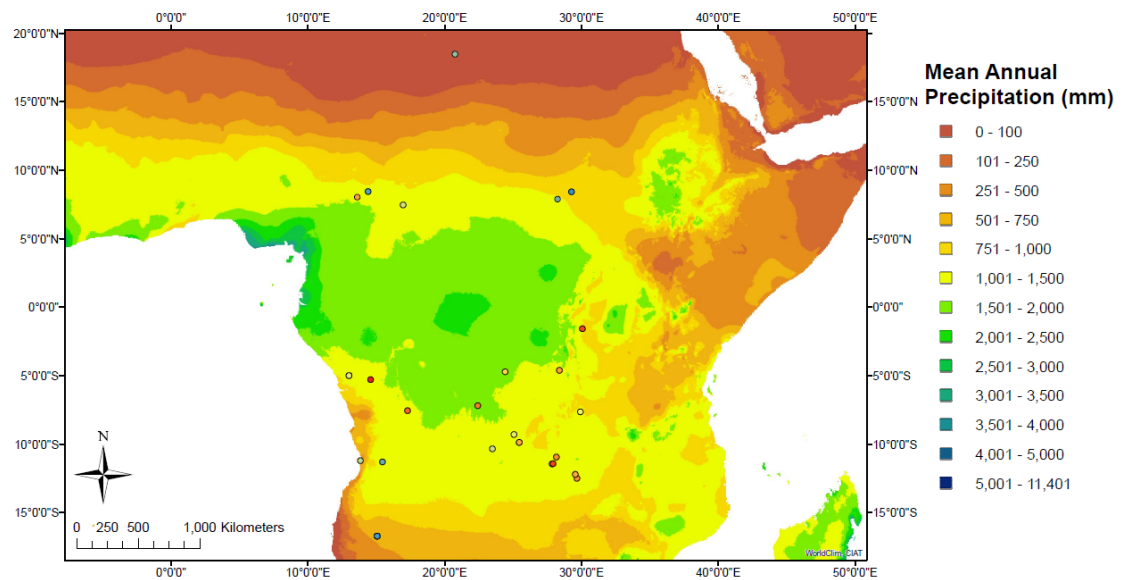 0°0'0" 10°0'0"E 20°0'0"E 30°0'0"E 40°0'0"E 50°0'0"E
20°0'0"N
15°0'0"N 15°0'0"N
10°0'0"N 10°0'0"N
5°0'0"N 5°0'0"N
0°0'0" 0°0'0"
5°0'0"S 5°0'0"S
10°0'0"S 10°0'0"S
15°0'0"S 15°0'0"S
N
0 250 500 1,000 Kilometers
WorldClim, CIAT
0°0'0" 10°0'0"E 20°0'0"E 30°0'0"E 40°0'0"E 50°0'0"E
Mean Annual
Precipitation (mm)
0 - 100
101 - 250
251 - 500
501 - 750
751 - 1,000
1,001 - 1,500
1,501 - 2,000
2,001 - 2,500
2,501 - 3,000
3,001 - 3,500
3,501 - 4,000
4,001 - 5,000
5,001 - 11,401